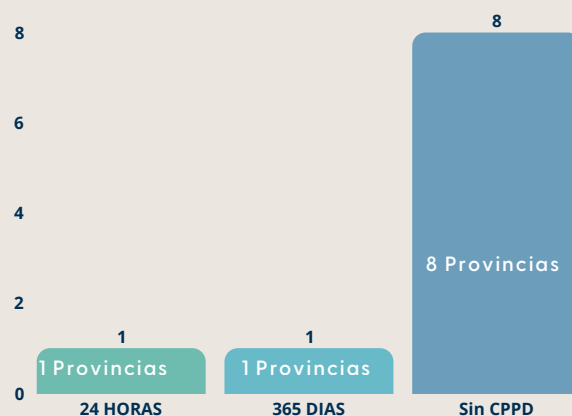 8
8
6
4
8 Provincias
2
1
1
1 Provincias
1 Provincias
0
24 HORAS
365 DIAS
Sin CPPD